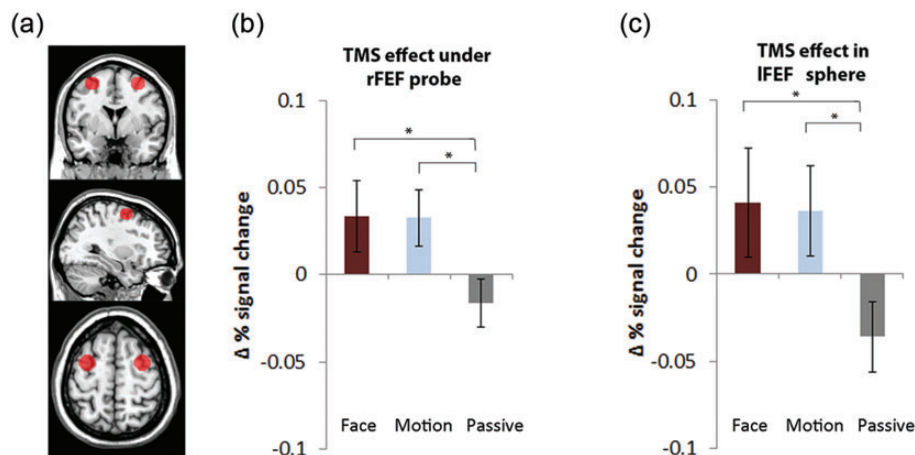 (a)
(b)
TMS effect under
rFEF probe
Δ % signal change
0.1
0.05
0
-0.05
-0.1
*
*
Face Motion Passive
(c)
TMS effect in
lFEF sphere
Δ % signal change
0.1
0.05
0
-0.05
-0.1
*
*
Face Motion Passive